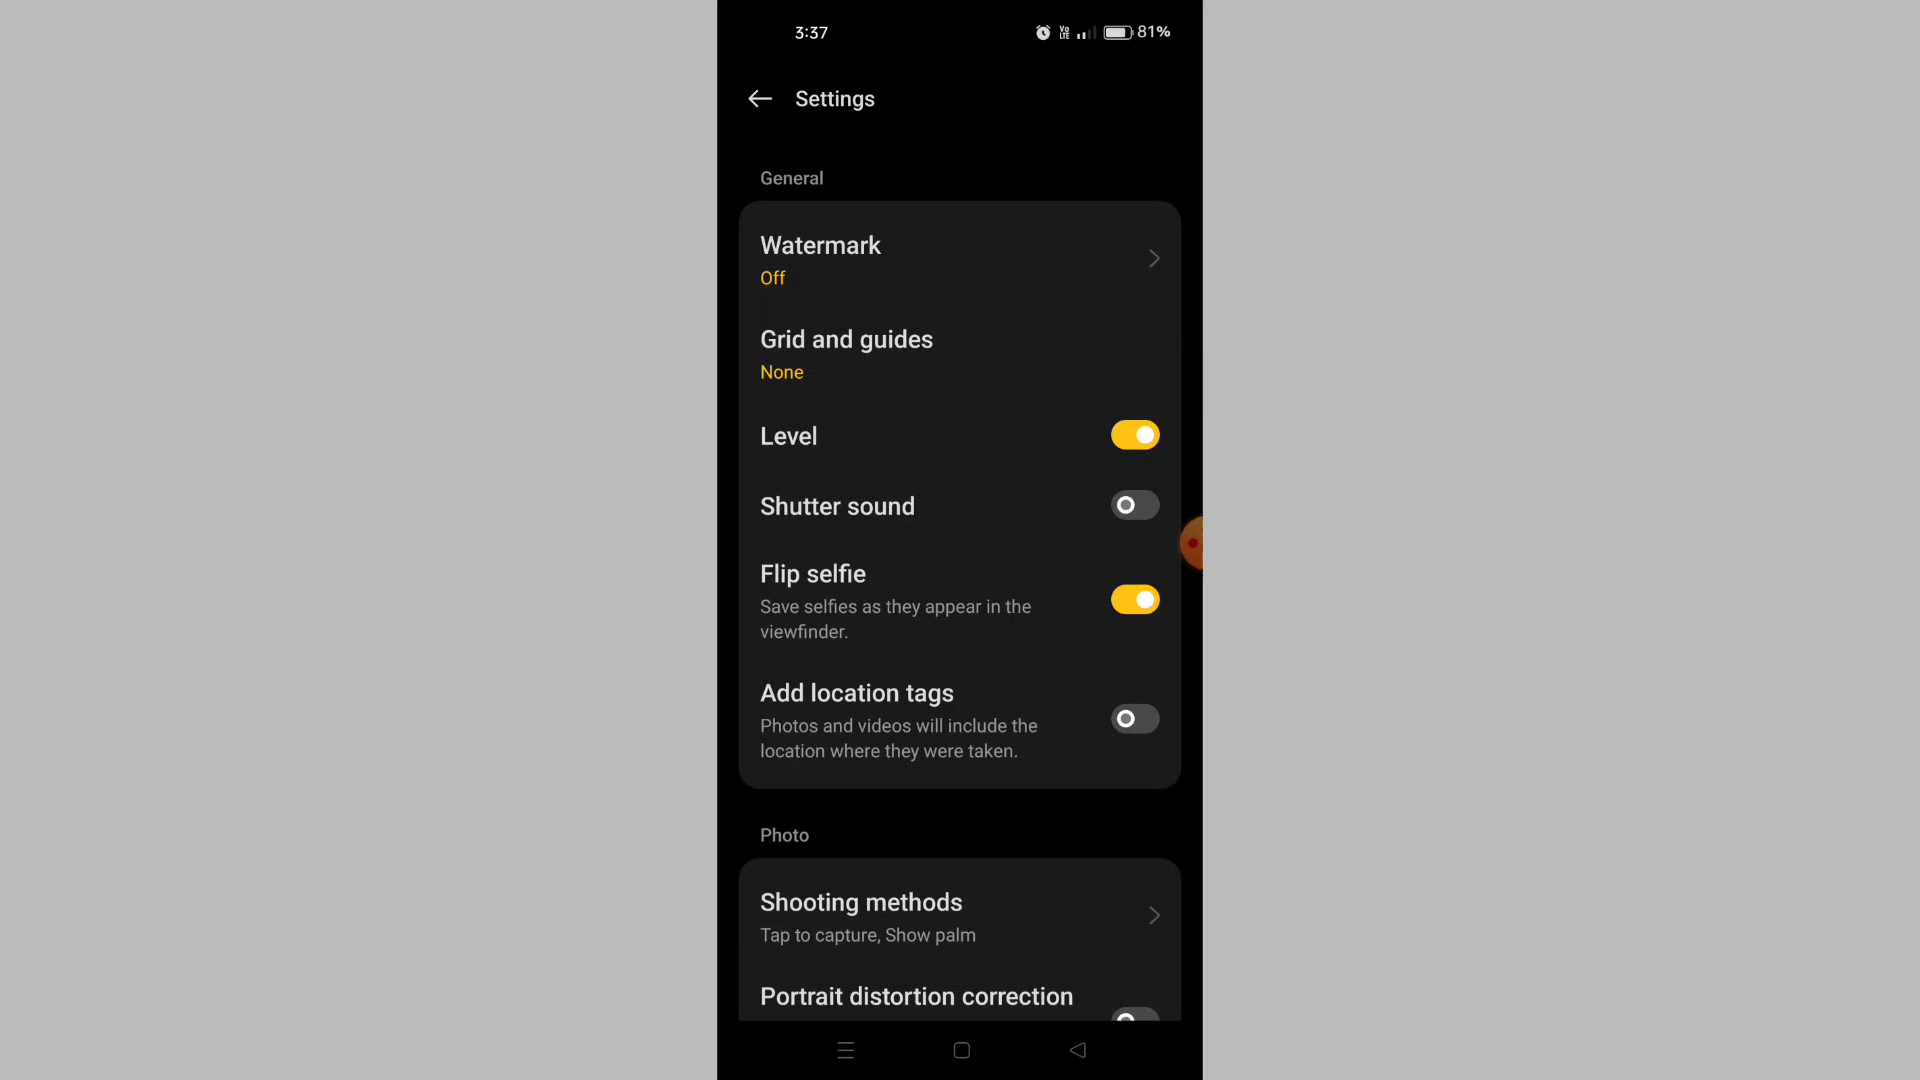 3:37
Vo
LTE
81%
Settings
General
Watermark
Off
Grid and guides
None
Level
Shutter sound
Flip selfie
Save selfies as they appear in the
viewfinder.
Add location tags
Photos and videos will include the
location where they were taken.
Photo
Shooting methods
Tap to capture, Show palm
Portrait distortion correction